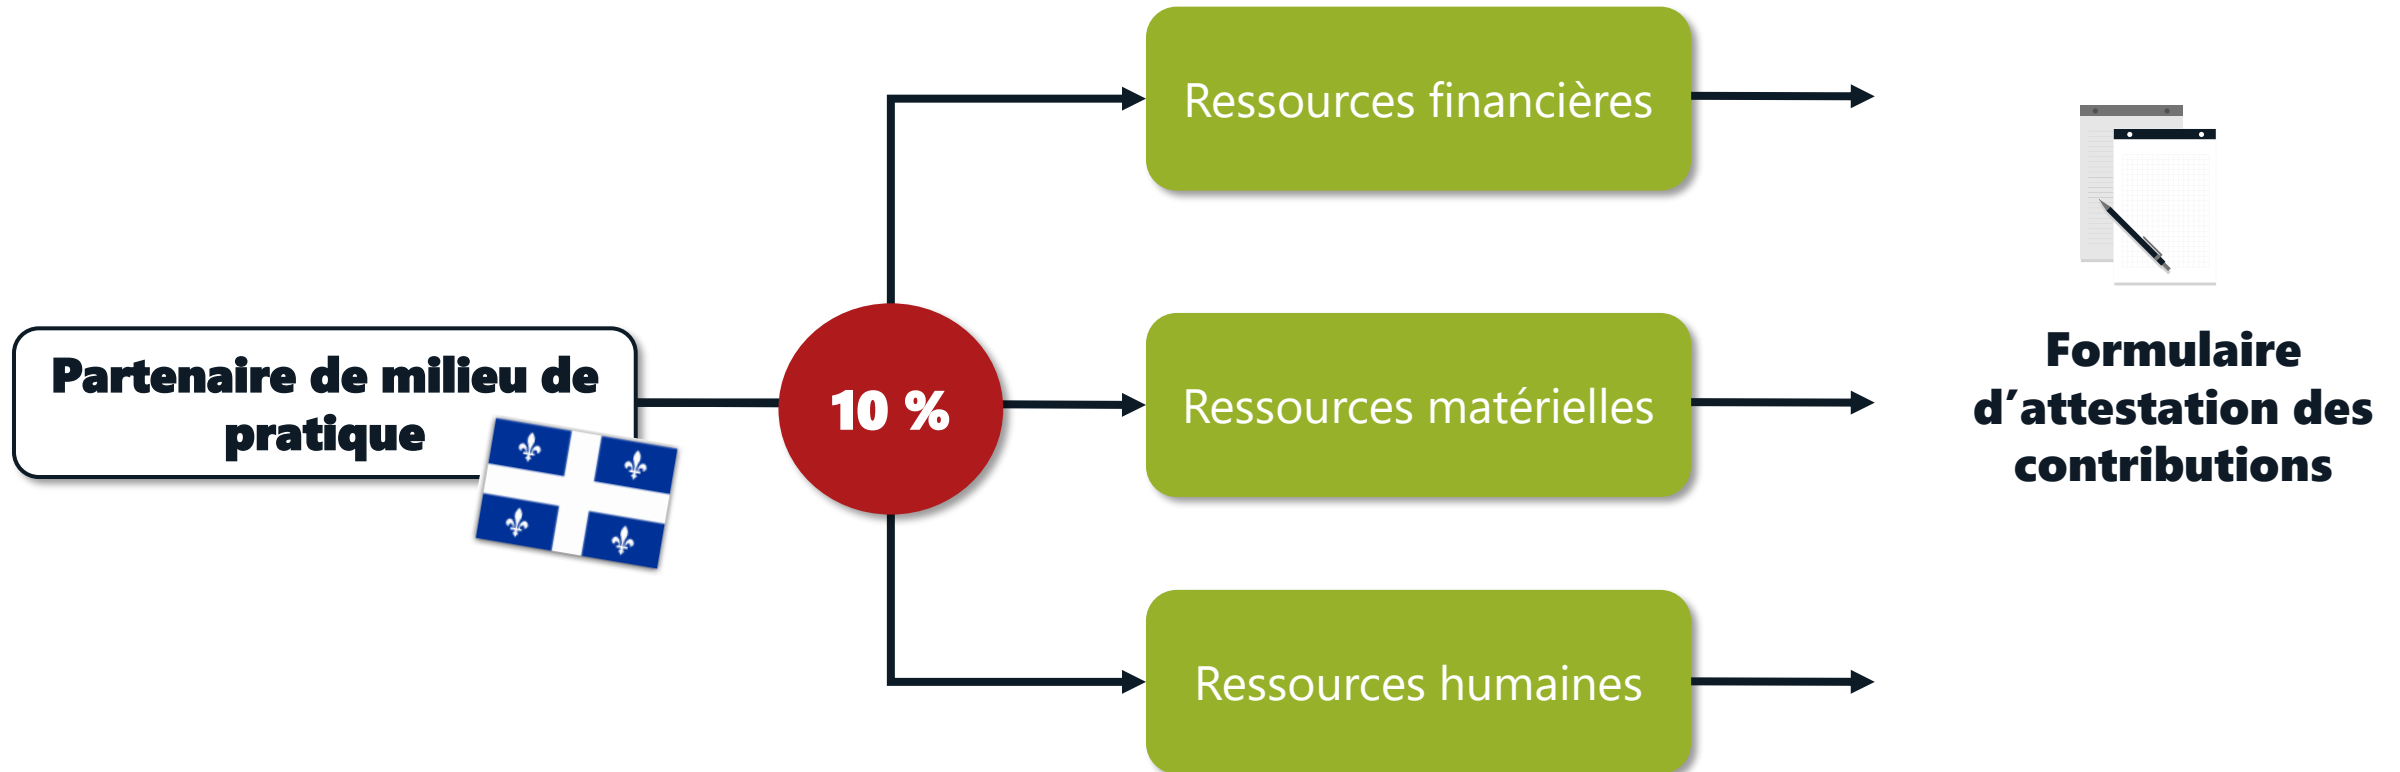 Partenaire de milieu de
pratique
10 %
Ressources financières
Ressources matérielles
Ressources humaines
Formulaire
d’attestation des
contributions